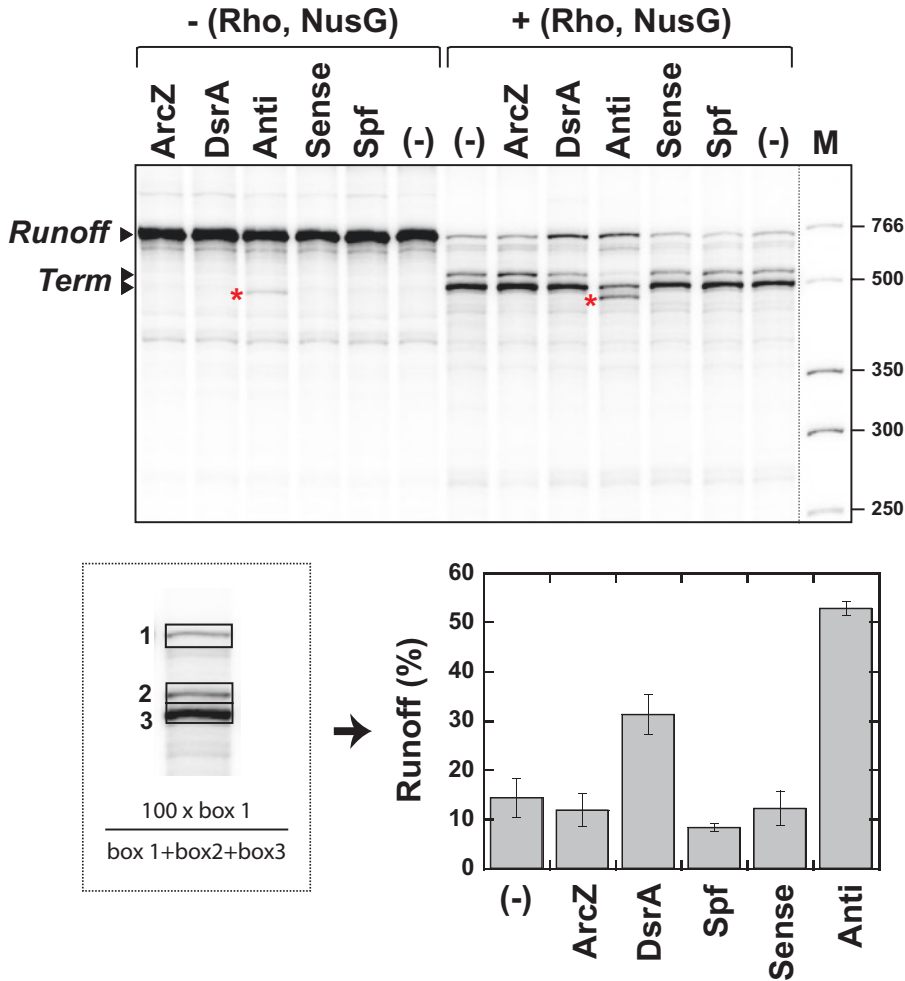 - (Rho, NusG) + (Rho, NusG)
ArcZ DsrA Anti Sense Spf (-) (-) ArcZ DsrA Anti Sense Spf (-) M
Runoff
766
Term
500
*
*
350
300
250
1
2
3
100 x box 1
box 1+box2+box3
Runoff (%)
60
50
40
30
20
10
0
(-) ArcZ DsrA Spf Sense Anti